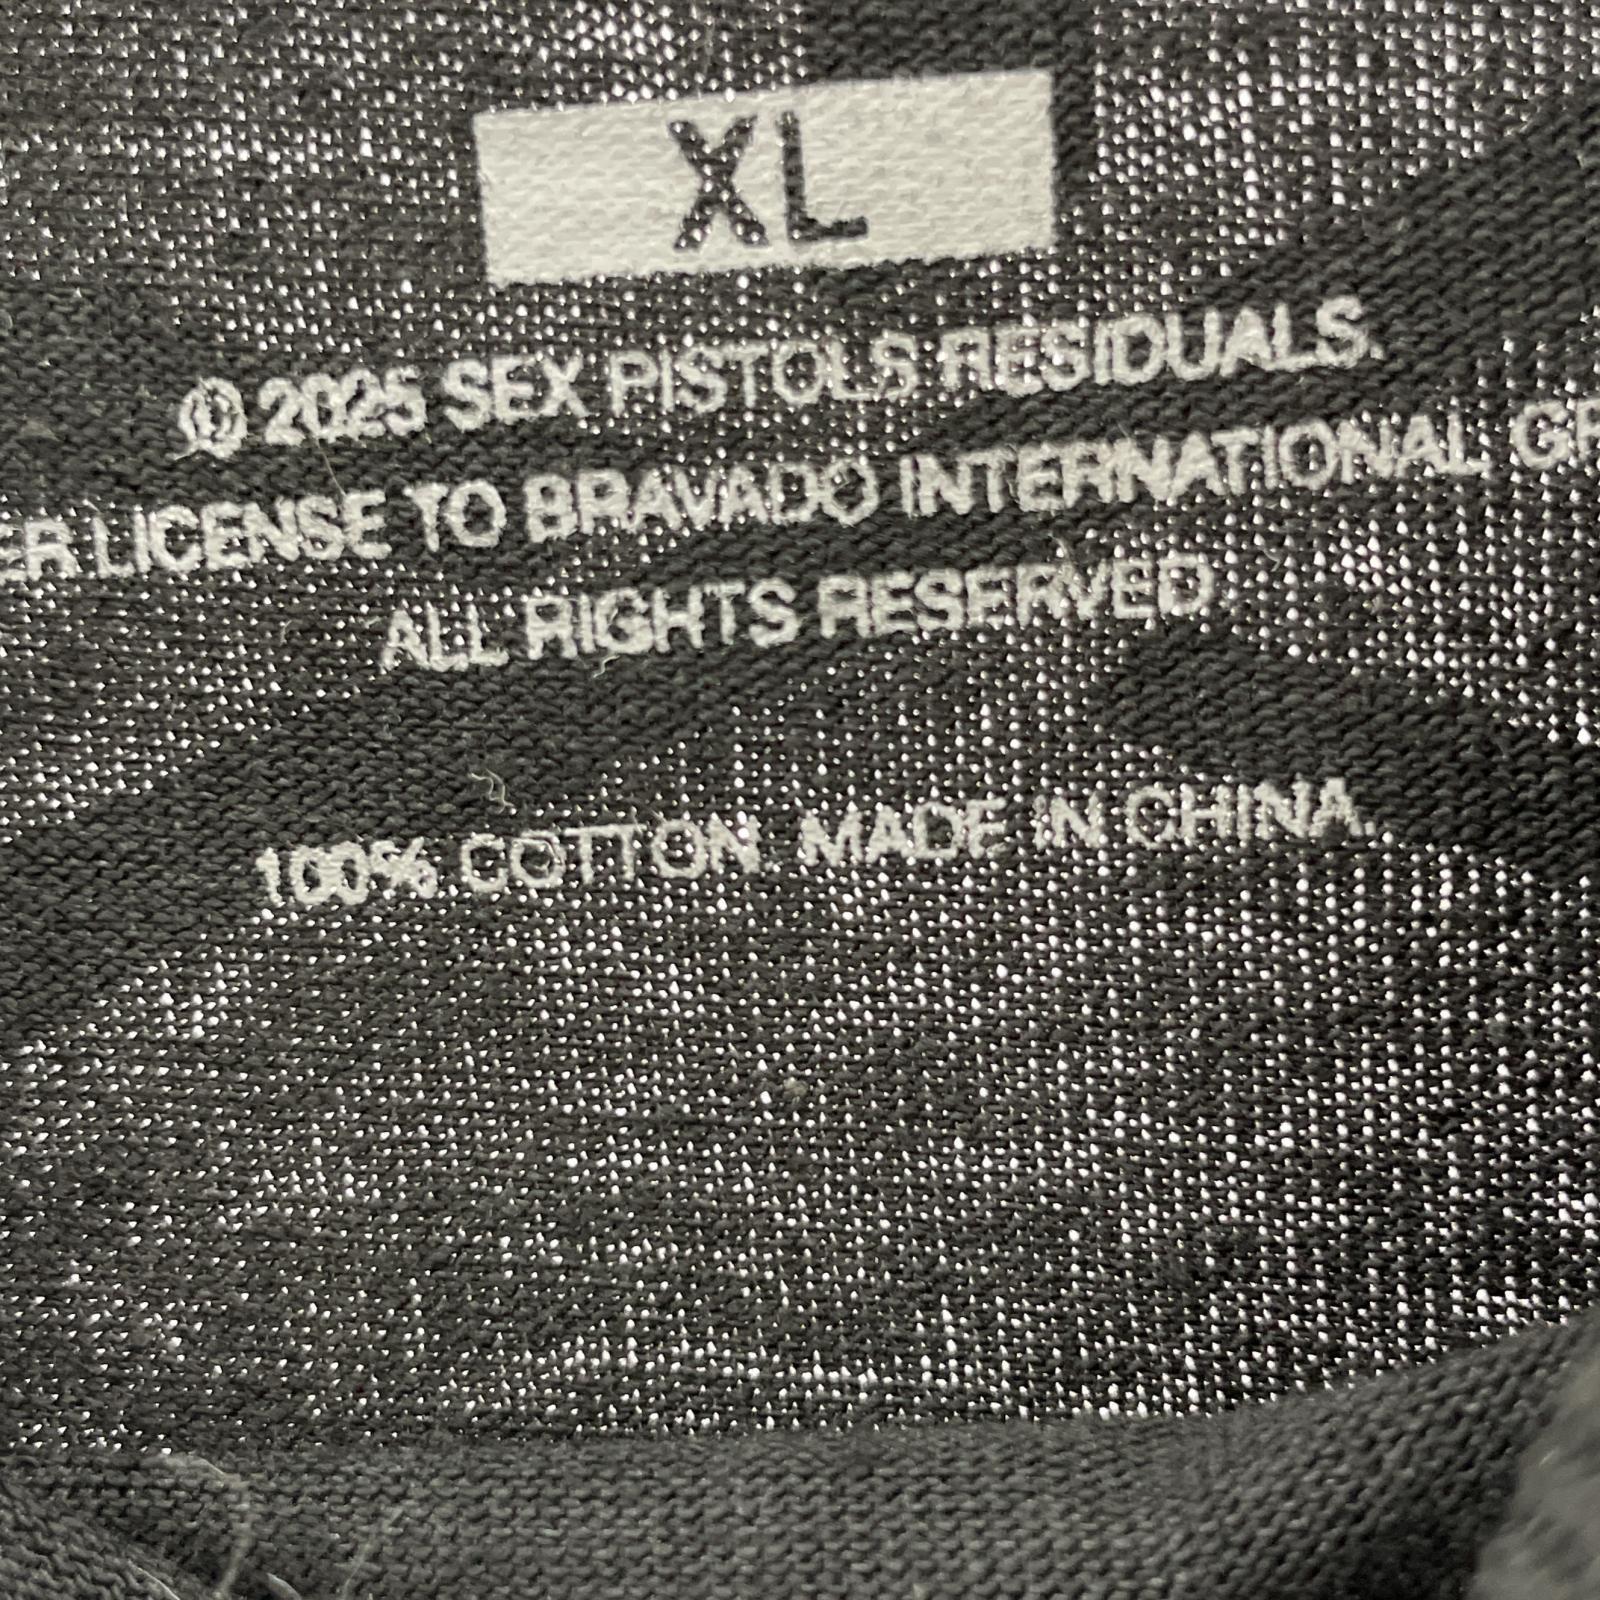 XL
© 2025 SEX PISTOLS RESIDUALS.
ER LICENSE TO BRAVADO INTERNATIONAL GR
ALL RIGHTS RESERVED
100% COTTON. MADE IN CHINA.